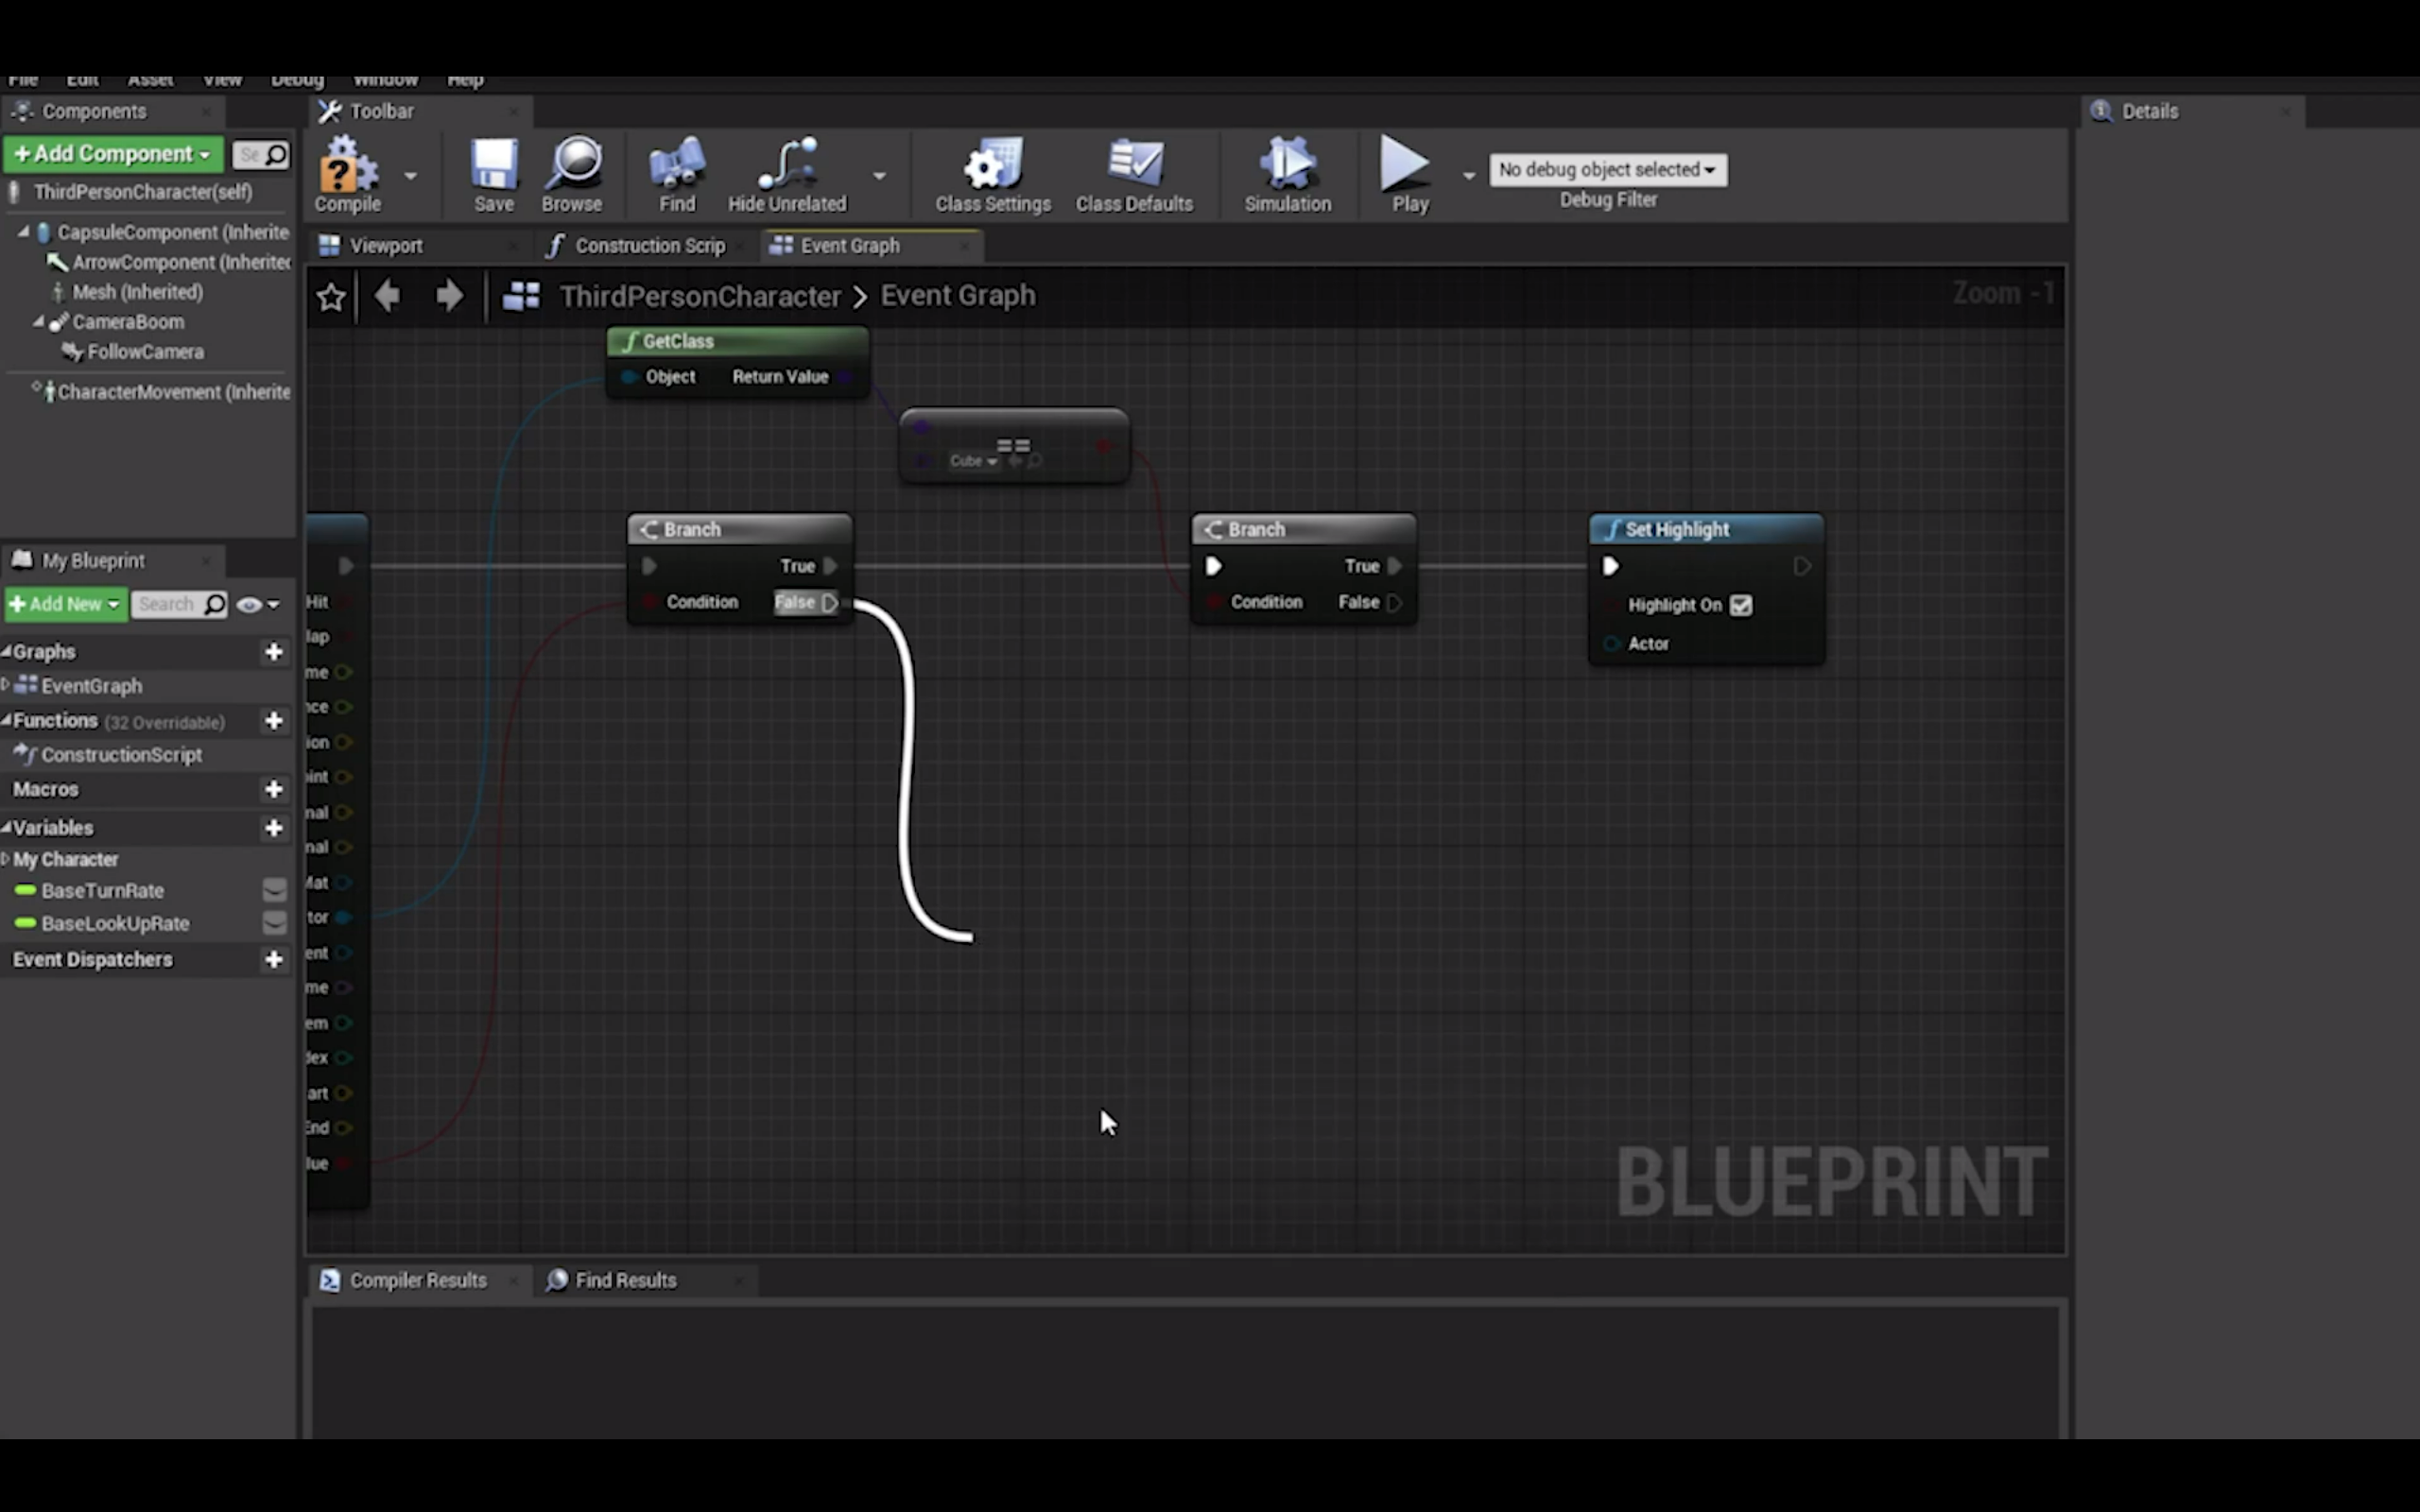 File Edit Asset View Debug Window Help
Components
Toolbar
Details
+ Add Component
Se
ThirdPersonCharacter(self)
CapsuleComponent (Inherite
ArrowComponent (Inherited
Mesh (Inherited)
CameraBoom
FollowCamera
CharacterMovement (Inherite
Compile
Save
Browse
Find
Hide Unrelated
Class Settings
Class Defaults
Simulation
Play
No debug object selected
Debug Filter
Viewport
Construction Scrip
Event Graph
ThirdPersonCharacter > Event Graph
Zoom -1
GetClass
Object Return Value
==
Cube
Branch
True
Condition False
Branch
True
Condition False
Set Highlight
Highlight On
Actor
Hit
lap
me
nce
ion
oint
nal
nal
Mat
tor
ent
me
em
dex
art
End
lue
BLUEPRINT
My Blueprint
+ Add New
Search
Graphs
EventGraph
Functions (32 Overridable)
ConstructionScript
Macros
Variables
My Character
BaseTurnRate
BaseLookUpRate
Event Dispatchers
Compiler Results
Find Results